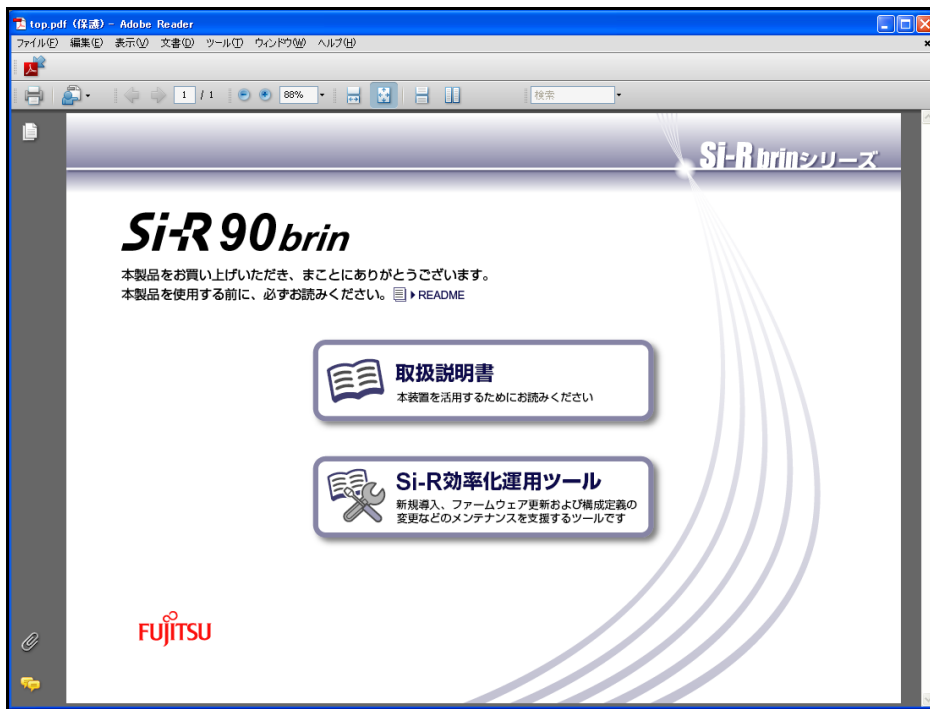 top.pdf (保護) - Adobe Reader
ファイル(F) 編集(E) 表示(V) 文書(D) ツール(T) ウィンドウ(W) ヘルプ(H)
1 / 1 88% 検索
Si-R brinシリーズ
Si-R 90 brin
本製品をお買い上げいただき、まことにありがとうございます。
本製品を使用する前に、必ずお読みください。 README
取扱説明書
本装置を活用するためにお読みください
Si-R効率化運用ツール
新規導入、ファームウェア更新および構成定義の
変更などのメンテナンスを支援するツールです
FUJITSU